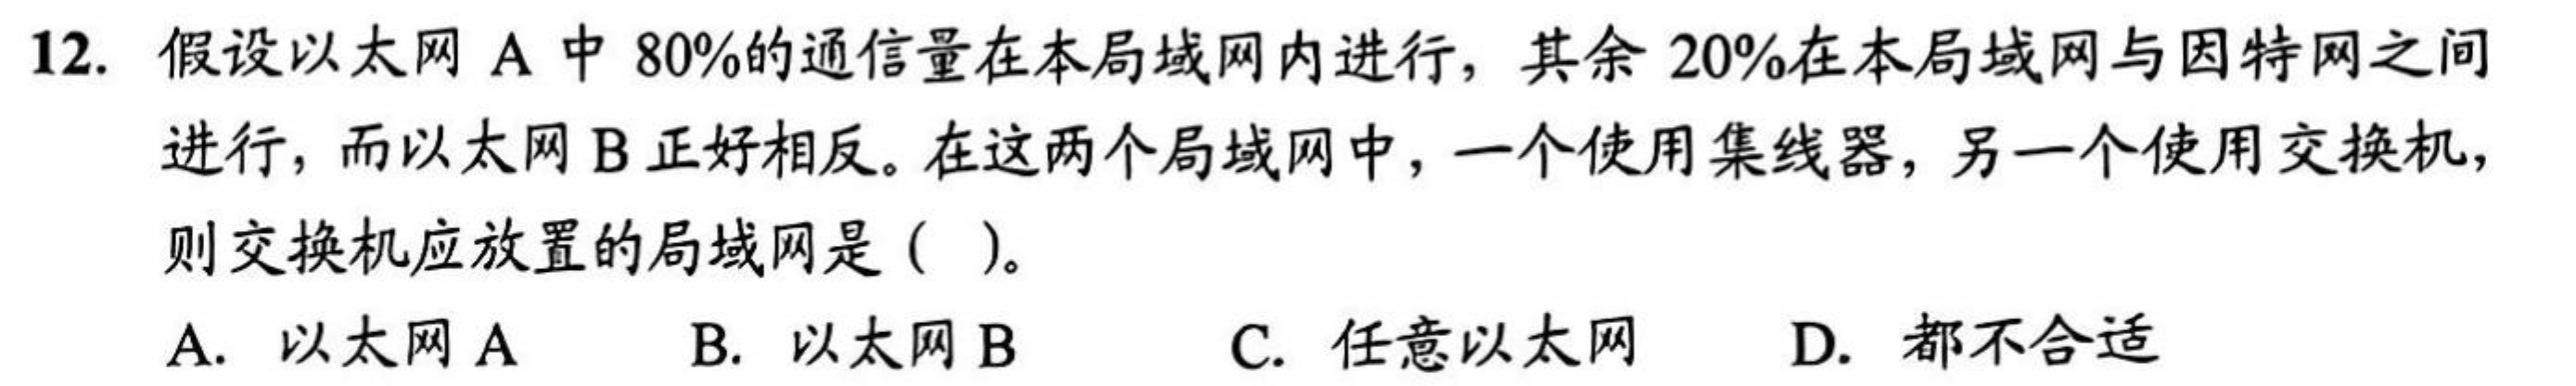 12. 假设以太网 A 中 80%的通信量在本局域网内进行，其余 20%在本局域网与因特网之间
进行，而以太网 B 正好相反。在这两个局域网中，一个使用集线器，另一个使用交换机，
则交换机应放置的局域网是（ ）。
A. 以太网 A B. 以太网 B C. 任意以太网 D. 都不合适